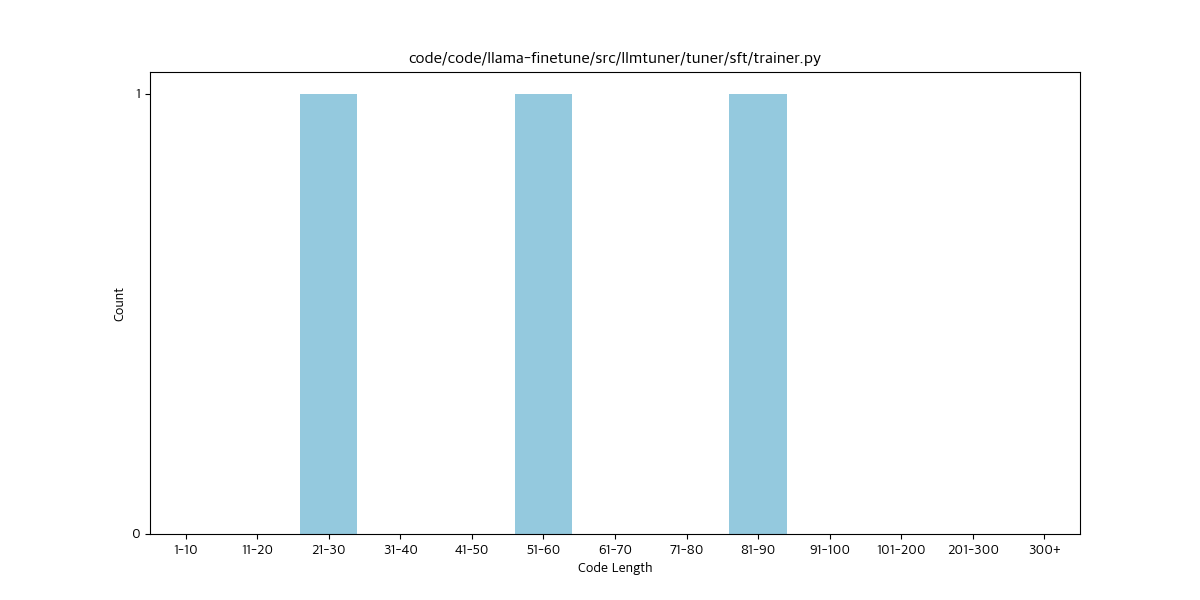 code/code/llama-finetune/src/llmtuner/tuner/sft/trainer.py
1
Count
0
1-10 11-20 21-30 31-40 41-50 51-60 61-70 71-80 81-90 91-100 101-200 201-300 300+
Code Length